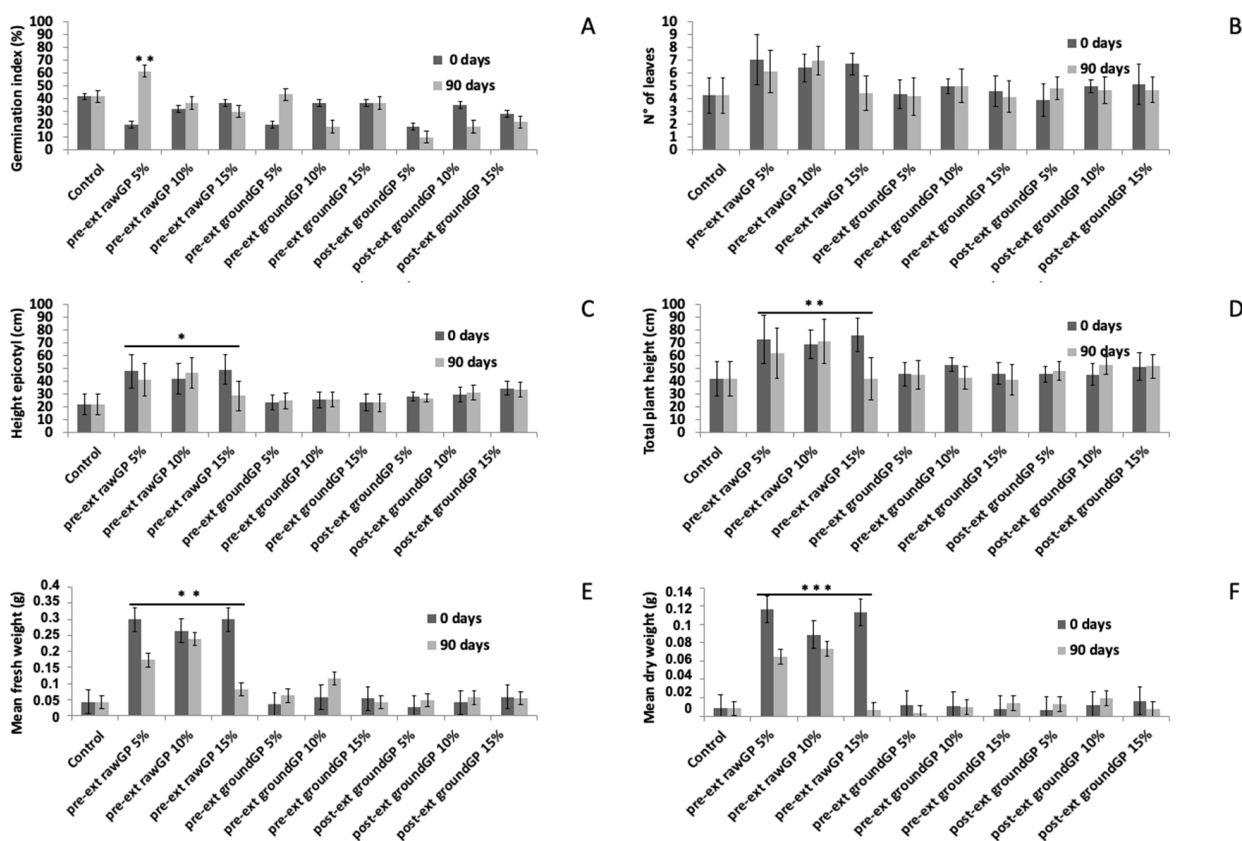 A
Germination index (%)
100
90
80
70
60
50
40
30
20
10
0
**
0 days
90 days
Control
pre-ext rawGP 5%
pre-ext rawGP 10%
pre-ext rawGP 15%
pre-ext groundGP 5%
pre-ext groundGP 10%
pre-ext groundGP 15%
post-ext groundGP 5%
post-ext groundGP 10%
post-ext groundGP 15%
B
N° of leaves
10
9
8
7
6
5
4
3
2
1
0
0 days
90 days
Control
pre-ext rawGP 5%
pre-ext rawGP 10%
pre-ext rawGP 15%
pre-ext groundGP 5%
pre-ext groundGP 10%
pre-ext groundGP 15%
post-ext groundGP 5%
post-ext groundGP 10%
post-ext groundGP 15%
C
Height epicotyl (cm)
100
90
80
70
60
50
40
30
20
10
0
*
0 days
90 days
Control
pre-ext rawGP 5%
pre-ext rawGP 10%
pre-ext rawGP 15%
pre-ext groundGP 5%
pre-ext groundGP 10%
pre-ext groundGP 15%
post-ext groundGP 5%
post-ext groundGP 10%
post-ext groundGP 15%
D
Total plant height (cm)
100
90
80
70
60
50
40
30
20
10
0
**
0 days
90 days
Control
pre-ext rawGP 5%
pre-ext rawGP 10%
pre-ext rawGP 15%
pre-ext groundGP 5%
pre-ext groundGP 10%
pre-ext groundGP 15%
post-ext groundGP 5%
post-ext groundGP 10%
post-ext groundGP 15%
E
Mean fresh weight (g)
0.4
0.35
0.3
0.25
0.2
0.15
0.1
0.05
0
**
0 days
90 days
Control
pre-ext rawGP 5%
pre-ext rawGP 10%
pre-ext rawGP 15%
pre-ext groundGP 5%
pre-ext groundGP 10%
pre-ext groundGP 15%
post-ext groundGP 5%
post-ext groundGP 10%
post-ext groundGP 15%
F
Mean dry weight (g)
0.12
0.10
0.08
0.06
0.04
0.02
0
***
0 days
90 days
Control
pre-ext rawGP 5%
pre-ext rawGP 10%
pre-ext rawGP 15%
pre-ext groundGP 5%
pre-ext groundGP 10%
pre-ext groundGP 15%
post-ext groundGP 5%
post-ext groundGP 10%
post-ext groundGP 15%